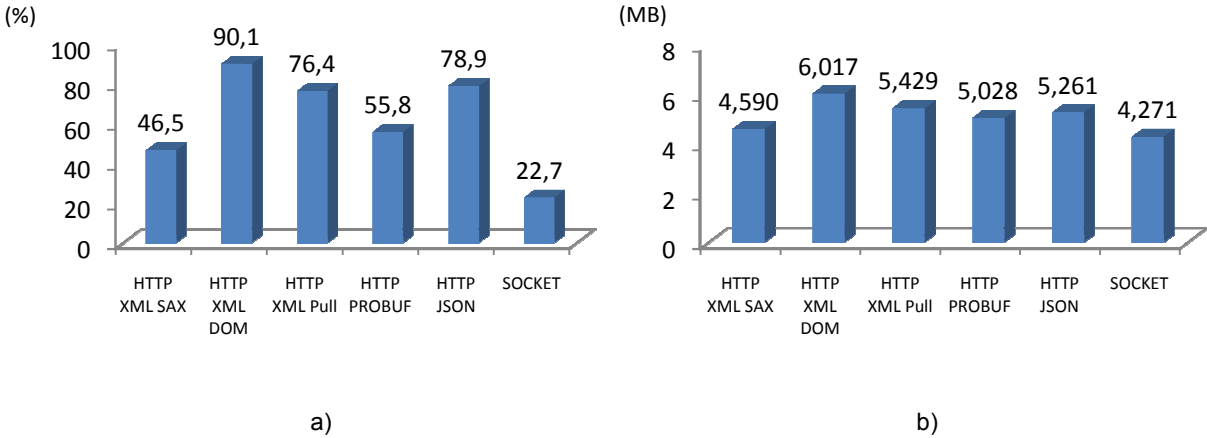 (%)
100
80
60
40
20
0
46,5
90,1
76,4
55,8
78,9
22,7
HTTP
XML SAX
HTTP
XML
DOM
HTTP
XML Pull
HTTP
PROBUF
HTTP
JSON
SOCKET
a)
(MB)
8
6
4
2
0
4,590
6,017
5,429
5,028
5,261
4,271
HTTP
XML SAX
HTTP
XML
DOM
HTTP
XML Pull
HTTP
PROBUF
HTTP
JSON
SOCKET
b)